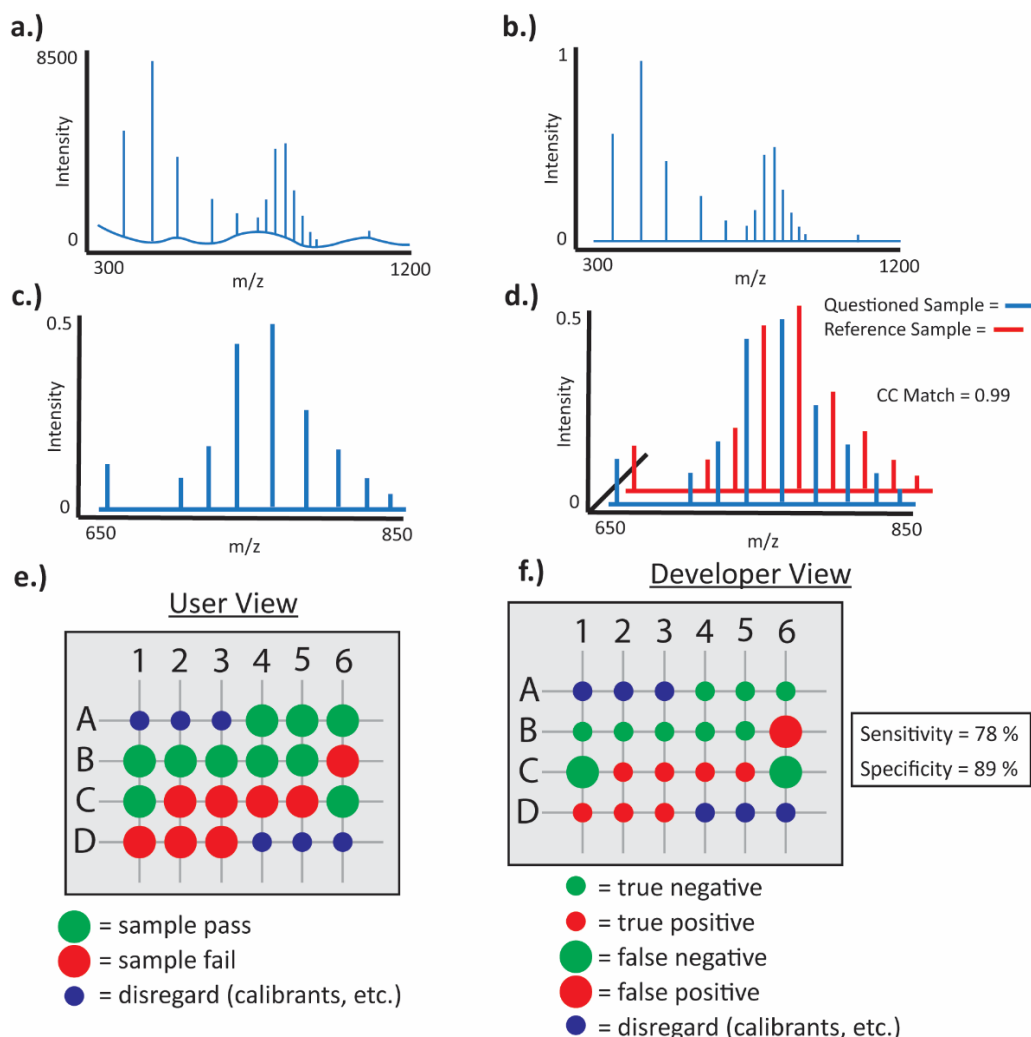 a.)
8500
Intensity
0
300
m/z
1200
b.)
1
Intensity
0
300
m/z
1200
c.)
0.5
Intensity
0
650
m/z
850
d.)
0.5
Intensity
0
650
m/z
850
Questioned Sample =
Reference Sample =
CC Match = 0.99
e.)
User View
1 2 3 4 5 6
A
B
C
D
= sample pass
= sample fail
= disregard (calibrants, etc.)
f.)
Developer View
1 2 3 4 5 6
A
B
C
D
Sensitivity = 78 %
Specificity = 89 %
= true negative
= true positive
= false negative
= false positive
= disregard (calibrants, etc.)